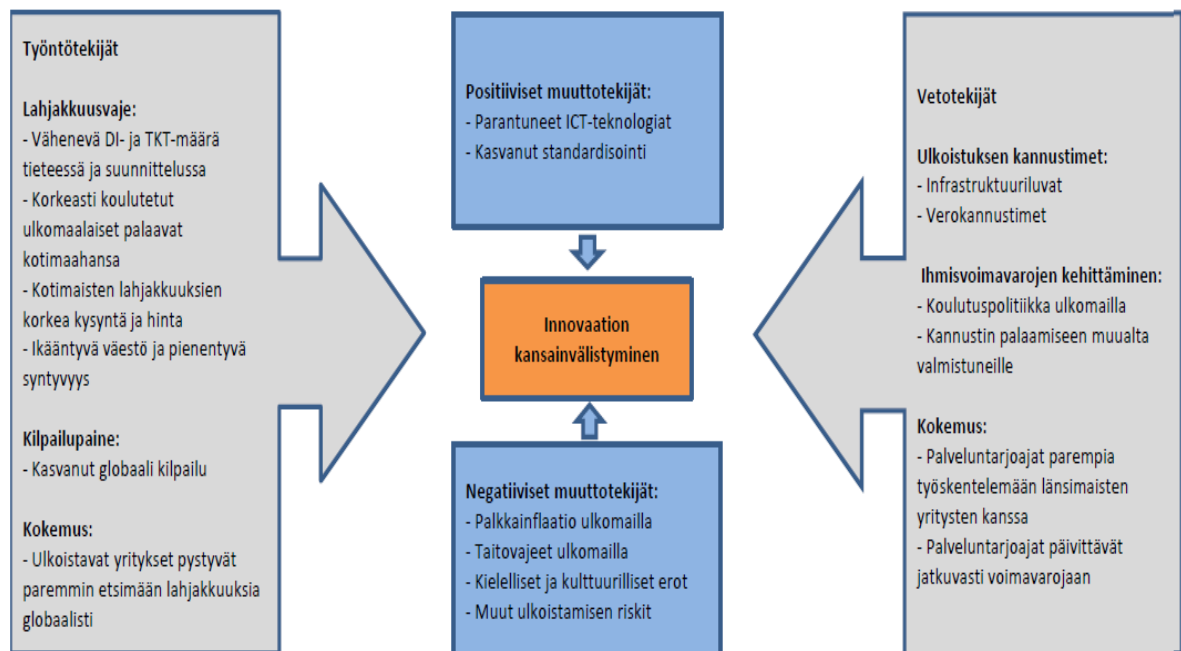 Työntötekijät
Lahjakkuusvaje:
- Vähenevä DI- ja TKT-määrä
tieteessä ja suunnittelussa
- Korkeasti koulutetut
ulkomaalaiset palaavat
kotimaahansa
- Kotimaisten lahjakkuuksien
korkea kysyntä ja hinta
- Ikääntyvä väestö ja pienentyvä
syntyvyys
Kilpailupaine:
- Kasvanut globaali kilpailu
Kokemus:
- Ulkoistavat yritykset pystyvät
paremmin etsimään lahjakkuuksia
globaalisti
Positiiviset muuttotekijät:
- Parantuneet ICT-teknologiat
- Kasvanut standardisointi
Innovaation
kansainvälistyminen
Negatiiviset muuttotekijät:
- Palkkainflaatio ulkomailla
- Taitovajeet ulkomailla
- Kielelliset ja kulttuurilliset erot
- Muut ulkoistamisen riskit
Vetotekijät
Ulkoistuksen kannustimet:
- Infrastruktuuriluvat
- Verokannustimet
Ihmisvoimavarojen kehittäminen:
- Koulutuspolitiikka ulkomailla
- Kannustin palaamiseen muualta
valmistuneille
Kokemus:
- Palveluntarjoajat parempia
työskentelemään länsimaisten
yritysten kanssa
- Palveluntarjoajat päivittävät
jatkuvasti voimavarojaan